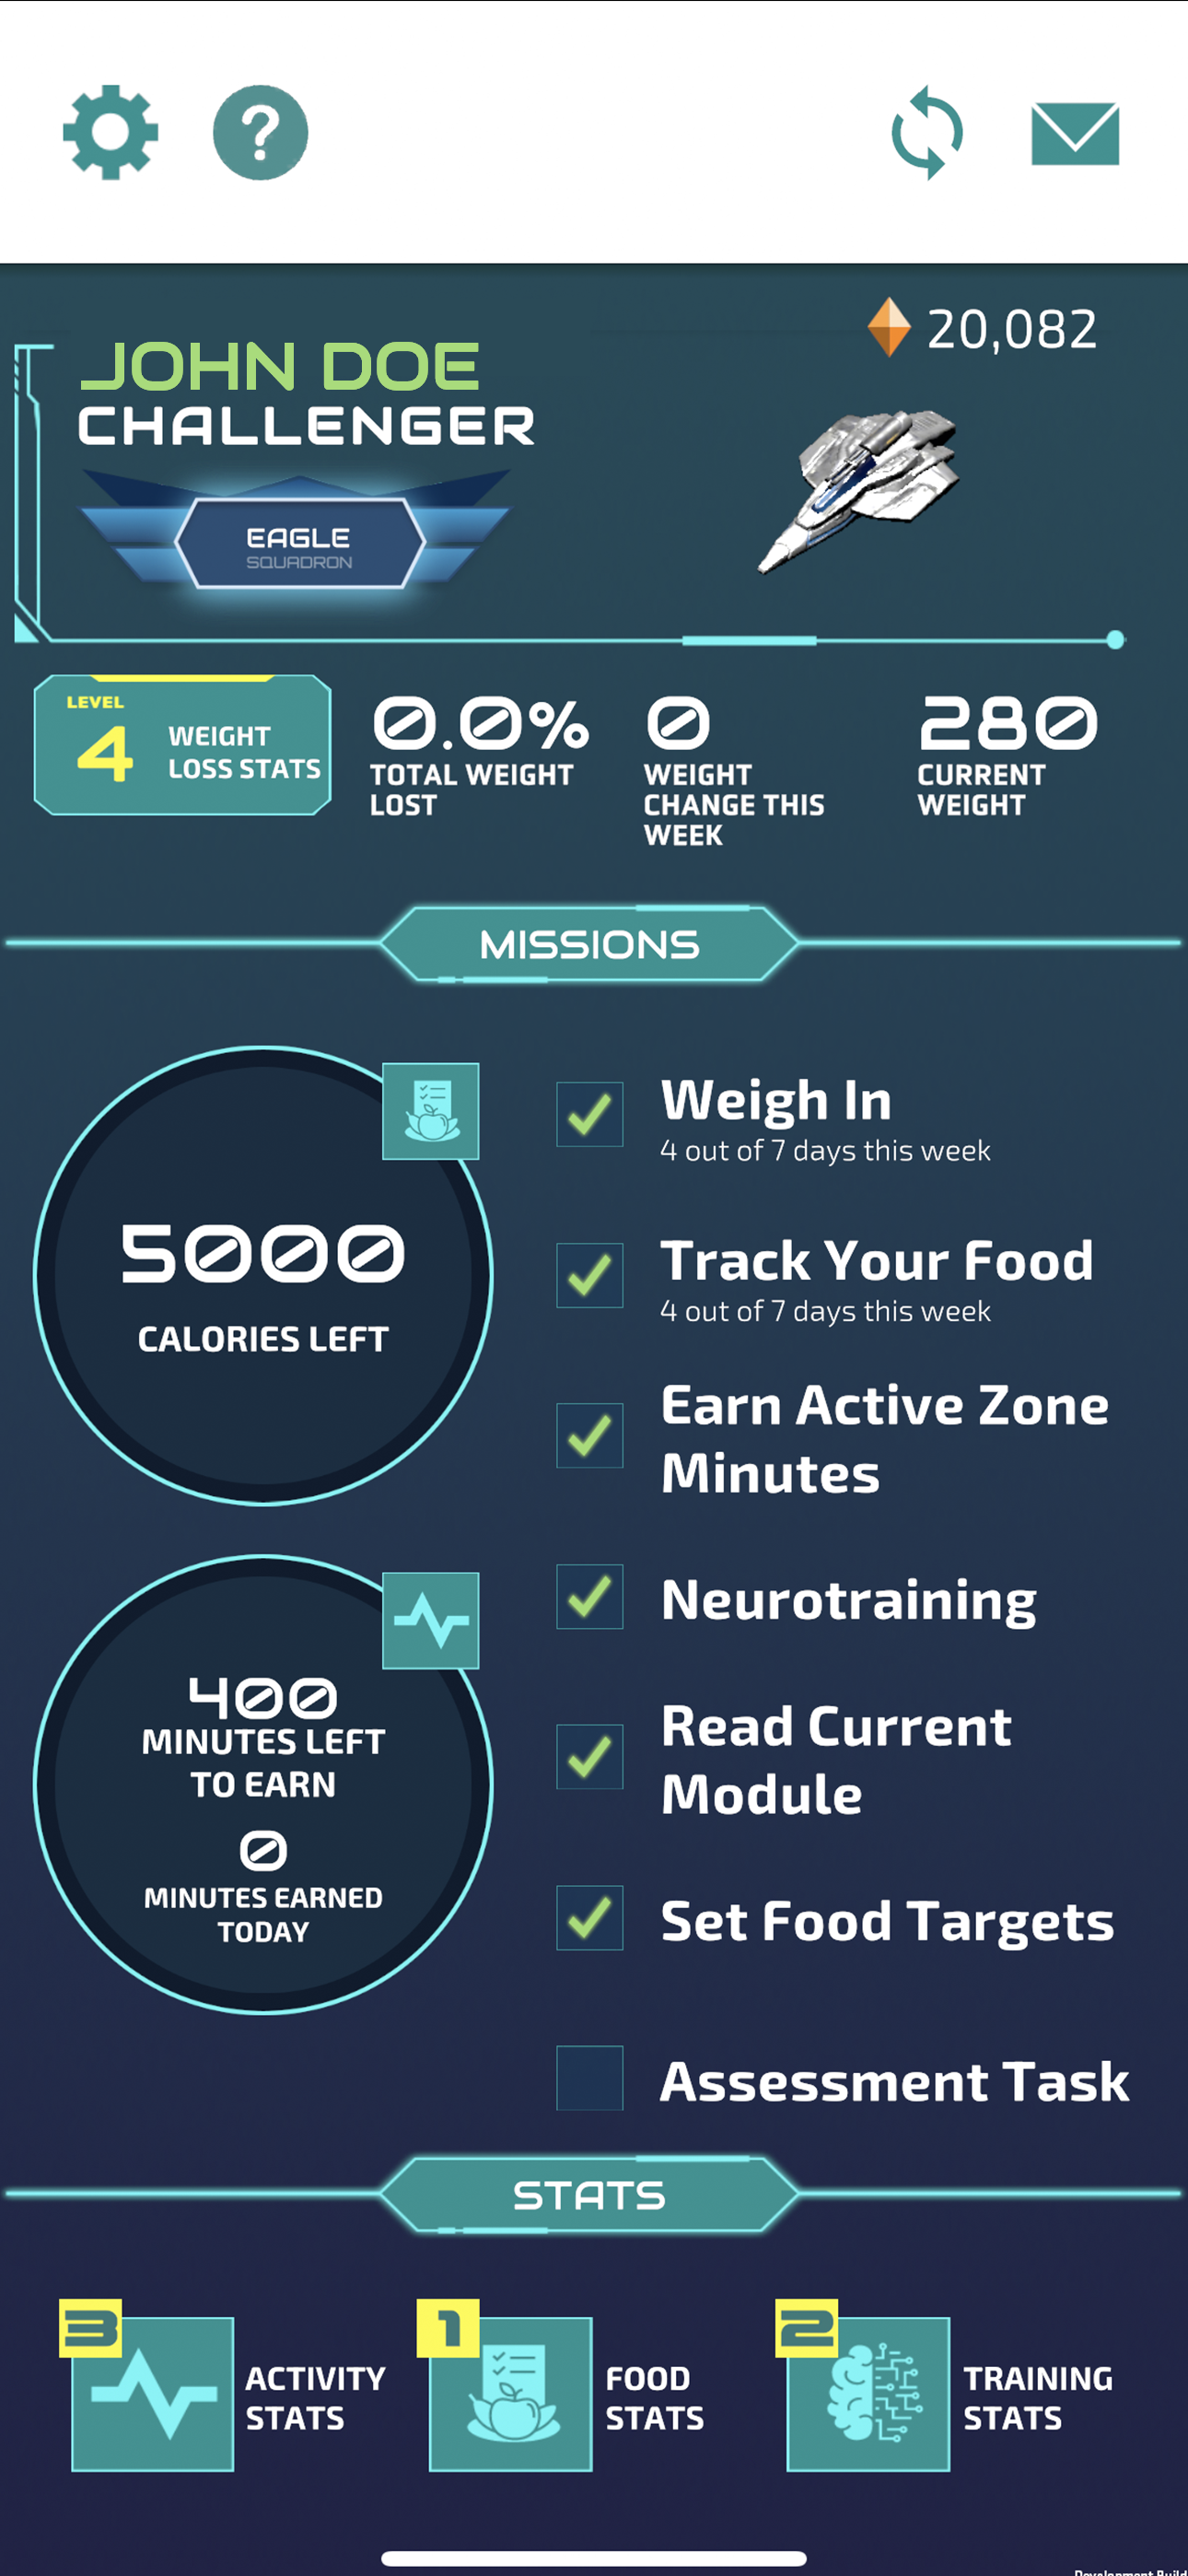 ?
20,082
JOHN DOE
CHALLENGER
EAGLE
SQUADRON
LEVEL
4
WEIGHT
LOSS STATS
0.0%
TOTAL WEIGHT
LOST
0
WEIGHT
CHANGE THIS
WEEK
280
CURRENT
WEIGHT
MISSIONS
5000
CALORIES LEFT
400
MINUTES LEFT
TO EARN
0
MINUTES EARNED
TODAY
Weigh In
4 out of 7 days this week
Track Your Food
4 out of 7 days this week
Earn Active Zone
Minutes
Neurotraining
Read Current
Module
Set Food Targets
Assessment Task
STATS
3
ACTIVITY
STATS
1
FOOD
STATS
2
TRAINING
STATS
Development Build